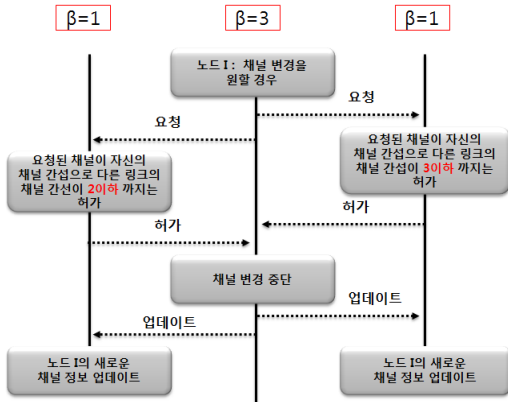 β=1
β=3
β=1
노드 I : 채널 변경을
원할 경우
요청
요청
요청된 채널이 자신의
채널 간섭으로 다른 링크의
채널 간선이 2이하 까지는
허가
요청된 채널이 자신의
채널 간섭으로 다른 링크의
채널 간섭이 3이하 까지는
허가
허가
허가
채널 변경 중단
업데이트
업데이트
노드 I의 새로운
채널 정보 업데이트
노드 I의 새로운
채널 정보 업데이트